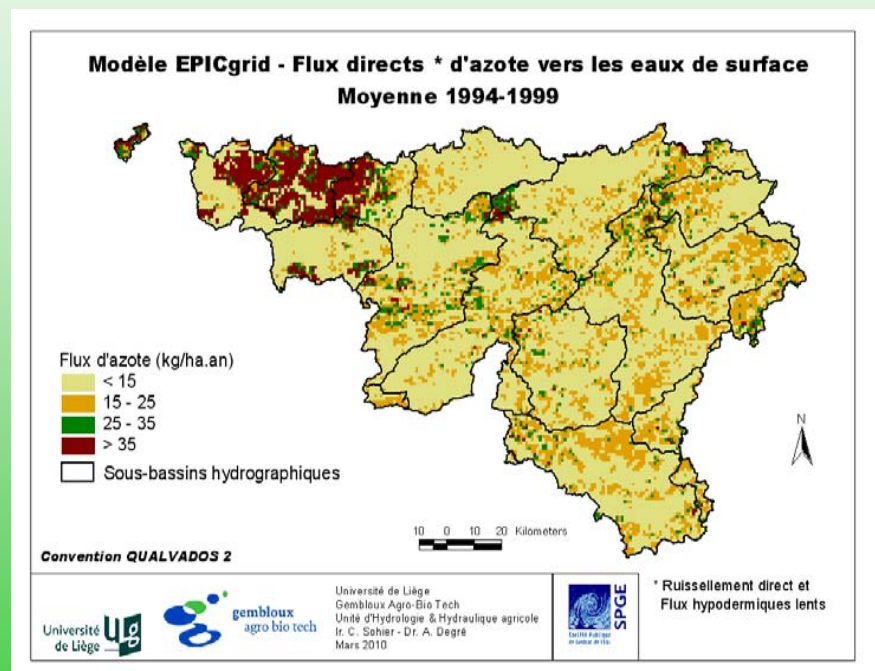 Modèle EPICgrid - Flux directs * d'azote vers les eaux de surface
Moyenne 1994-1999
Flux d'azote (kg/ha.an)
< 15
15 - 25
25 - 35
> 35
Sous-bassins hydrographiques
N
10 0 10 20 Kilometers
Convention QUALVADOS 2
Université de Liège
ULg
gembloux
agro bio tech
Université de Liège
Gembloux Agro-Bio Tech
Unité d'Hydrologie & Hydraulique agricole
Ir. C. Sohier - Dr. A. Degré
Mars 2010
SPGE
* Ruissellement direct et
Flux hypodermiques lents